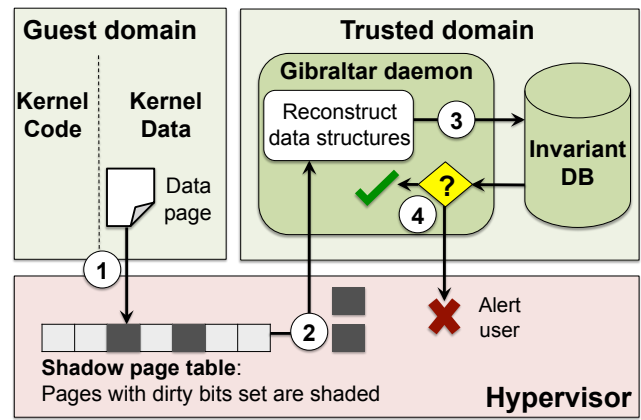 Guest domain
Kernel
Code
Kernel
Data
Data
page
1
Trusted domain
Gibraltar daemon
Reconstruct
data structures
3
Invariant
DB
?
4
2
Alert
user
Shadow page table:
Pages with dirty bits set are shaded
Hypervisor